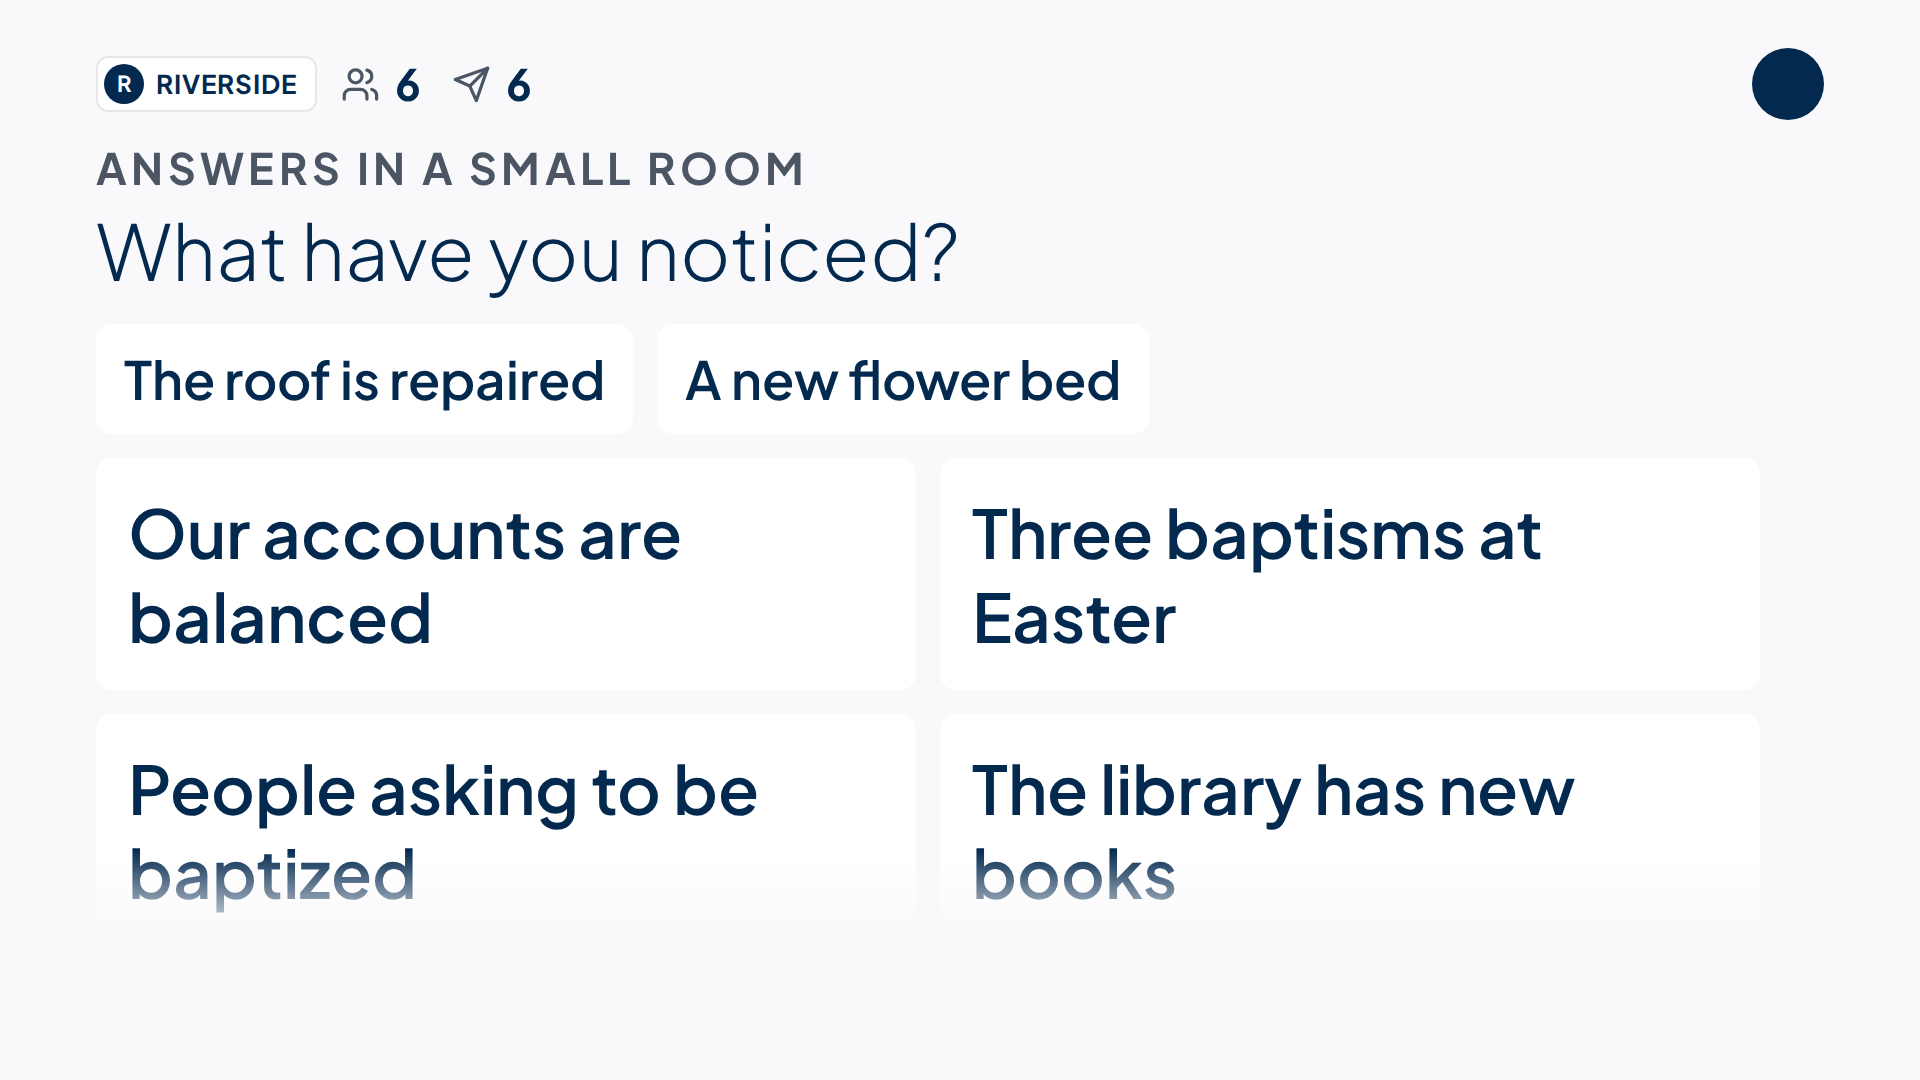 R RIVERSIDE 6 6
ANSWERS IN A SMALL ROOM
What have you noticed?
The roof is repaired
A new flower bed
Our accounts are
balanced
Three baptisms at
Easter
People asking to be
baptized
The library has new
books